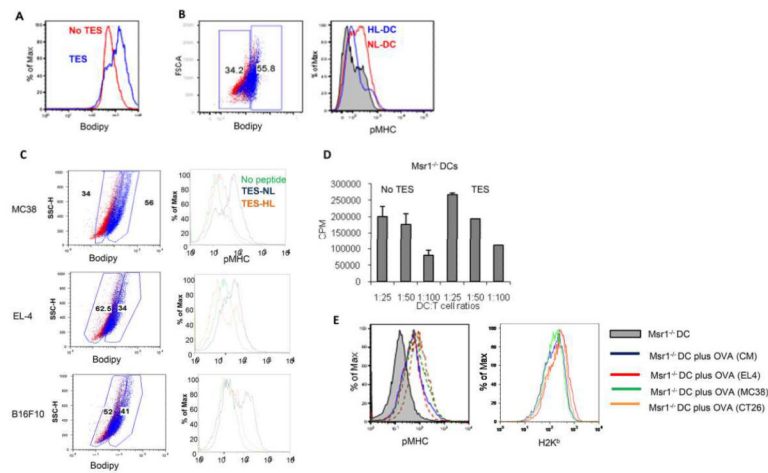 A
No TES
TES
% of Max
Bodipy
B
34.2
55.8
FSC-A
Bodipy
HL-DC
NL-DC
% of Max
pMHC
C
MC38
34
56
SSC-H
No peptide
TES-NL
TES-HL
% of Max
pMHC
EL-4
62.5
34
SSC-H
% of Max
B16F10
52
41
SSC-H
Bodipy
% of Max
pMHC
D
Msr1-/- DCs
No TES
TES
CPM
300000
250000
200000
150000
100000
50000
0
1:25 1:50 1:100 1:25 1:50 1:100
DC:T cell ratios
E
% of Max
pMHC
% of Max
H2Kb
Msr1-/- DC
Msr1-/- DC plus OVA (CM)
Msr1-/- DC plus OVA (EL4)
Msr1-/- DC plus OVA (MC38)
Msr1-/- DC plus OVA (CT26)